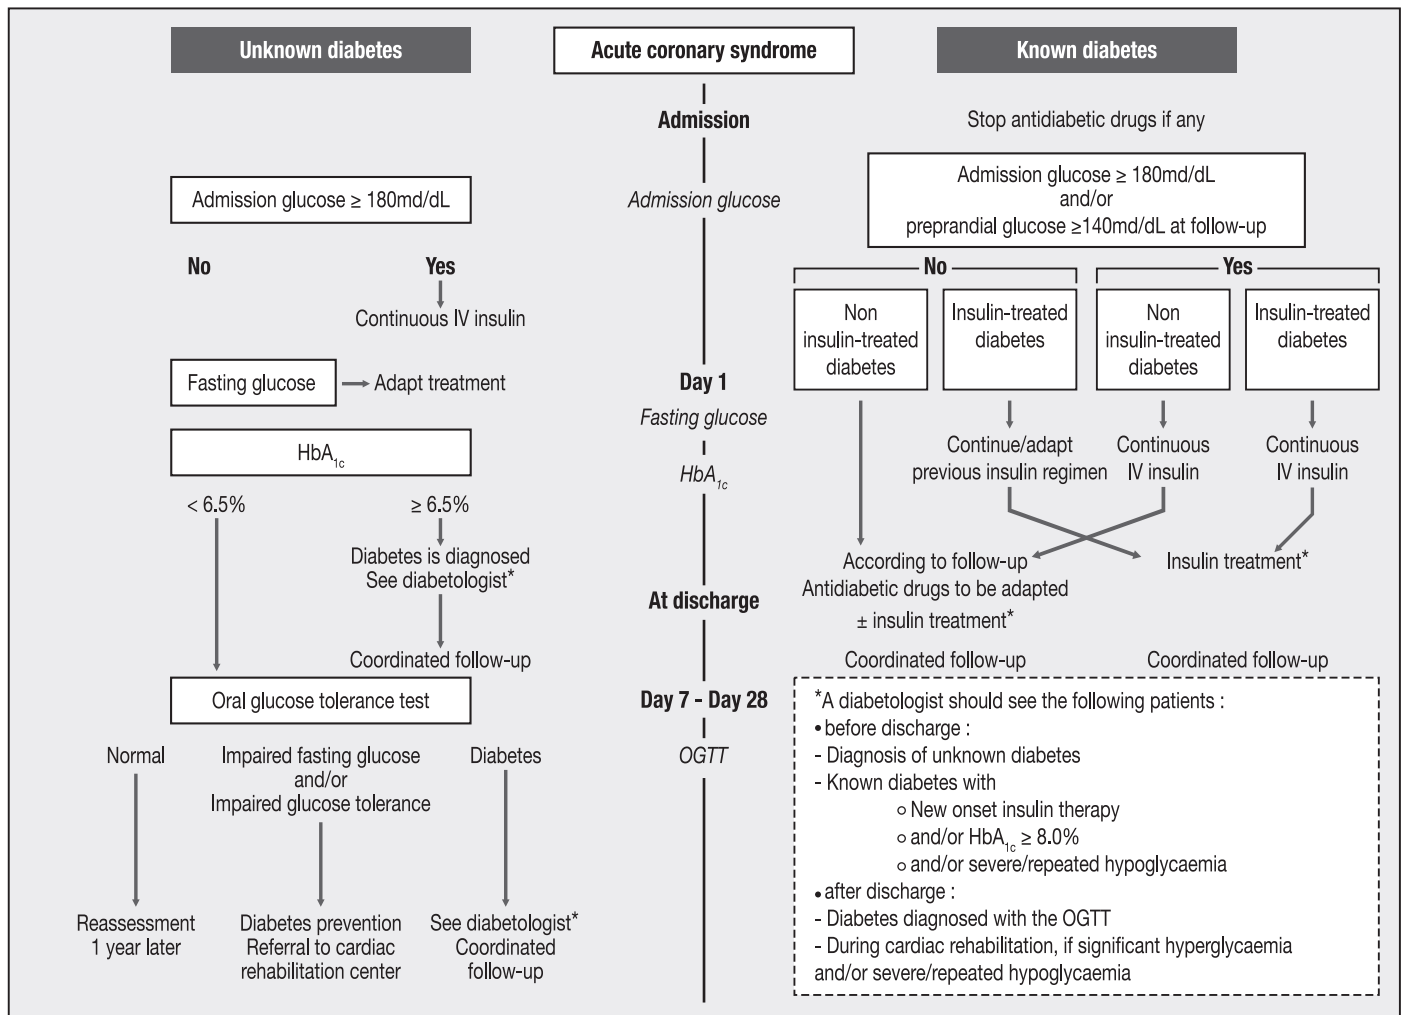 Unknown diabetes
Acute coronary syndrome
Known diabetes
Admission
Stop antidiabetic drugs if any
Admission glucose ≥ 180md/dL
Admission glucose
Admission glucose ≥ 180md/dL
and/or
preprandial glucose ≥140md/dL at follow-up
No
Yes
Continuous IV insulin
Fasting glucose
Adapt treatment
HbA1c
< 6.5%
≥ 6.5%
Diabetes is diagnosed
See diabetologist*
Coordinated follow-up
Oral glucose tolerance test
Normal
Impaired fasting glucose
and/or
Impaired glucose tolerance
Diabetes
Reassessment
1 year later
Diabetes prevention
Referral to cardiac
rehabilitation center
See diabetologist*
Coordinated
follow-up
Day 1
Fasting glucose
HbA1c
At discharge
Day 7 - Day 28
OGTT
No
Yes
Non
insulin-treated
diabetes
Insulin-treated
diabetes
Non
insulin-treated
diabetes
Insulin-treated
diabetes
Continue/adapt
previous insulin regimen
Continuous
IV insulin
Continuous
IV insulin
According to follow-up
Antidiabetic drugs to be adapted
± insulin treatment*
Insulin treatment*
Coordinated follow-up
Coordinated follow-up
*A diabetologist should see the following patients :
• before discharge :
- Diagnosis of unknown diabetes
- Known diabetes with
o New onset insulin therapy
o and/or HbA1c ≥ 8.0%
o and/or severe/repeated hypoglycaemia
• after discharge :
- Diabetes diagnosed with the OGTT
- During cardiac rehabilitation, if significant hyperglycaemia
and/or severe/repeated hypoglycaemia